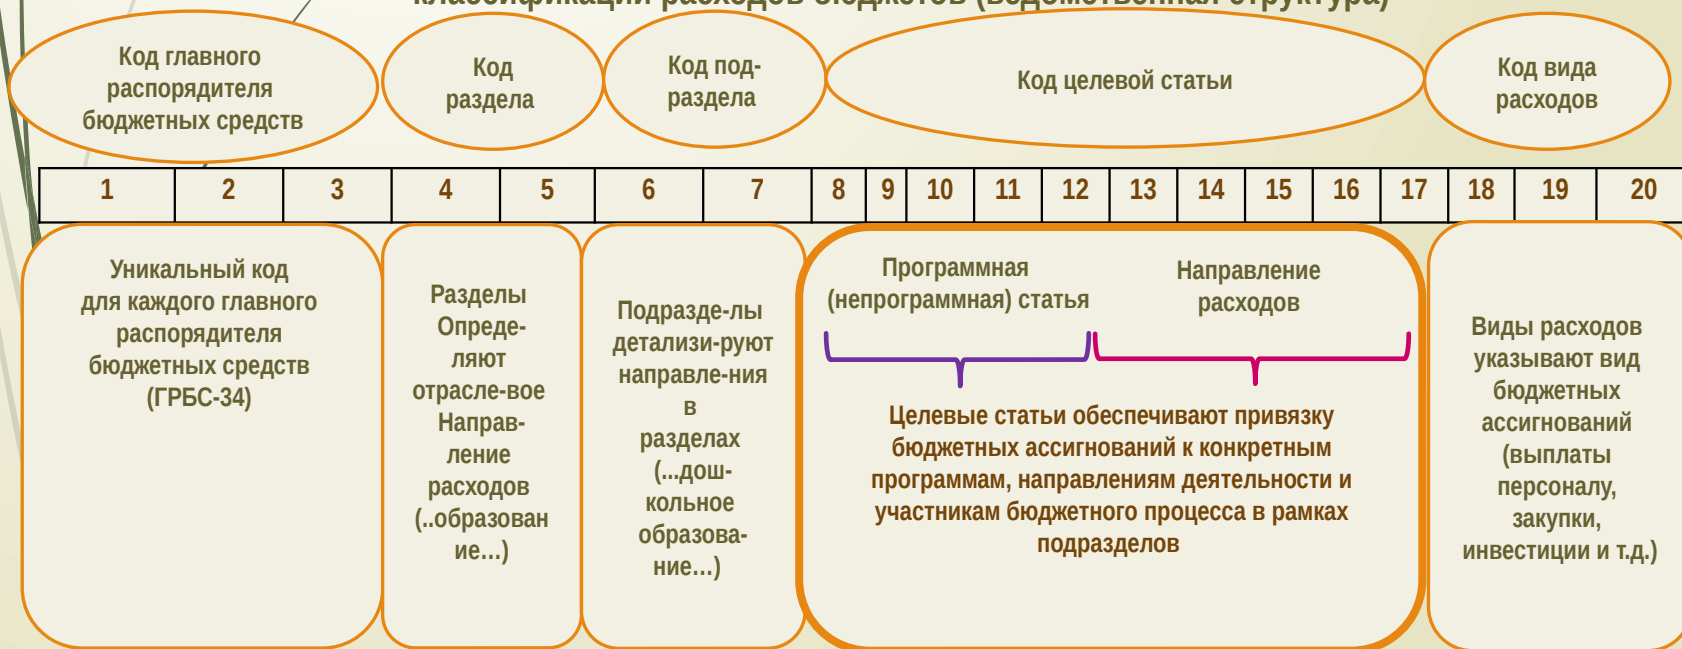 классификации расходов бюджетов (ведомственная структура)
Код главного
распорядителя
бюджетных средств
Код
раздела
Код под-
раздела
Код целевой статьи
Код вида
расходов
1 2 3 4 5 6 7 8 9 10 11 12 13 14 15 16 17 18 19 20
Уникальный код
для каждого главного
распорядителя
бюджетных средств
(ГРБС-34)
Разделы
Опреде-
ляют
отрасле-вое
Направ-
ление
расходов
(..образован
ие...)
Подразде-лы
детализи-руют
направле-ния
в
разделах
(...дош-
кольное
образова-
ние...)
Программная
(непрограммная) статья
Направление
расходов
Целевые статьи обеспечивают привязку
бюджетных ассигнований к конкретным
программам, направлениям деятельности и
участникам бюджетного процесса в рамках
подразделов
Виды расходов
указывают вид
бюджетных
ассигнований
(выплаты
персоналу,
закупки,
инвестиции и т.д.)